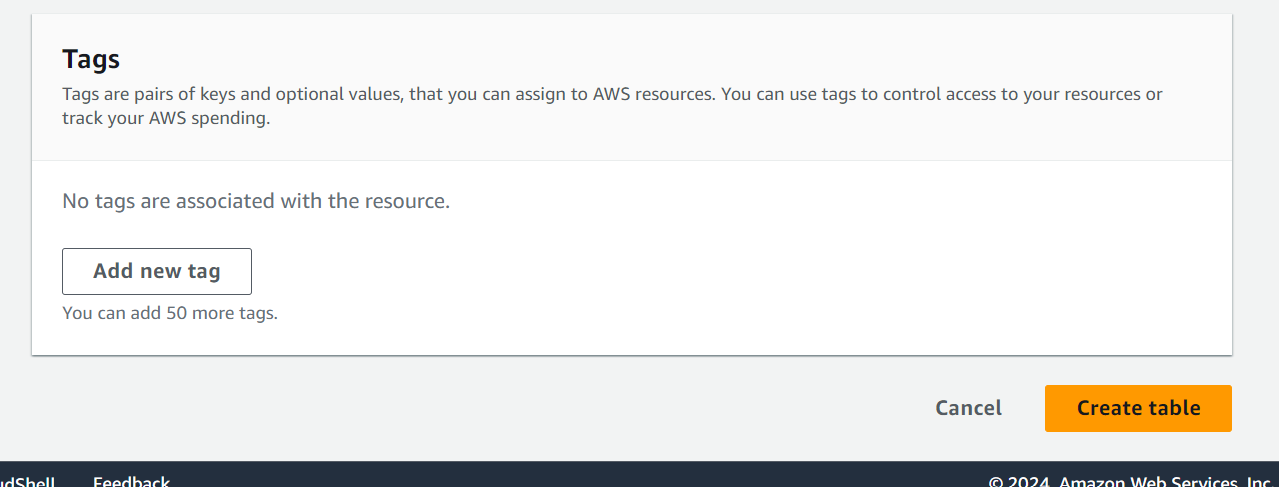 Tags
Tags are pairs of keys and optional values, that you can assign to AWS resources. You can use tags to control access to your resources or
track your AWS spending.
No tags are associated with the resource.
Add new tag
You can add 50 more tags.
Cancel
Create table
udShell Feedback © 2024, Amazon Web Services, Inc.